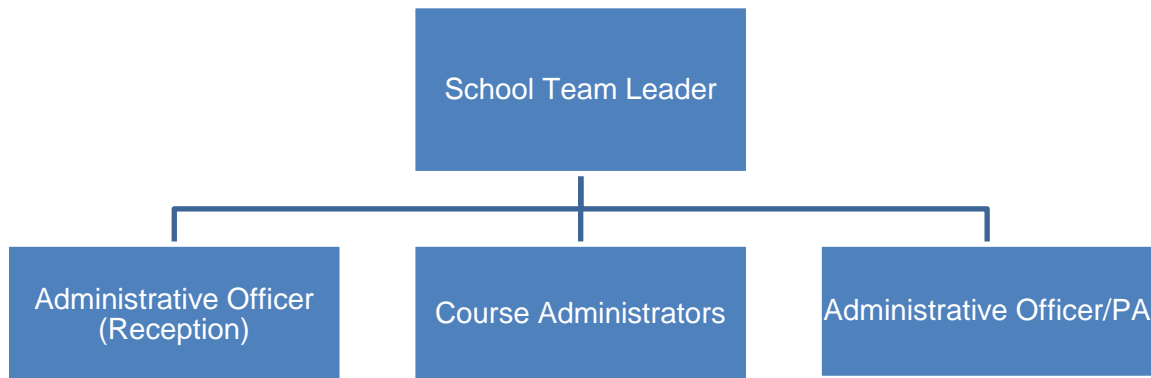 School Team Leader
Administrative Officer
(Reception)
Course Administrators
Administrative Officer/PA